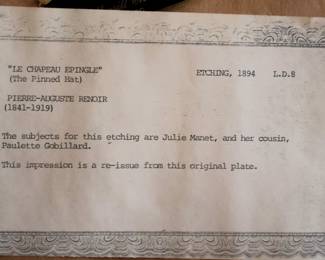 "LE CHAPEAU EPINGLE" ETCHING, 1894 L.D.8
(The Pinned Hat)
PIERRE-AUGUSTE RENOIR
(1841-1919)
The subjects for this etching are Julie Manet, and her cousin,
Paulette Gobillard.
This impression is a re-issue from this original plate.